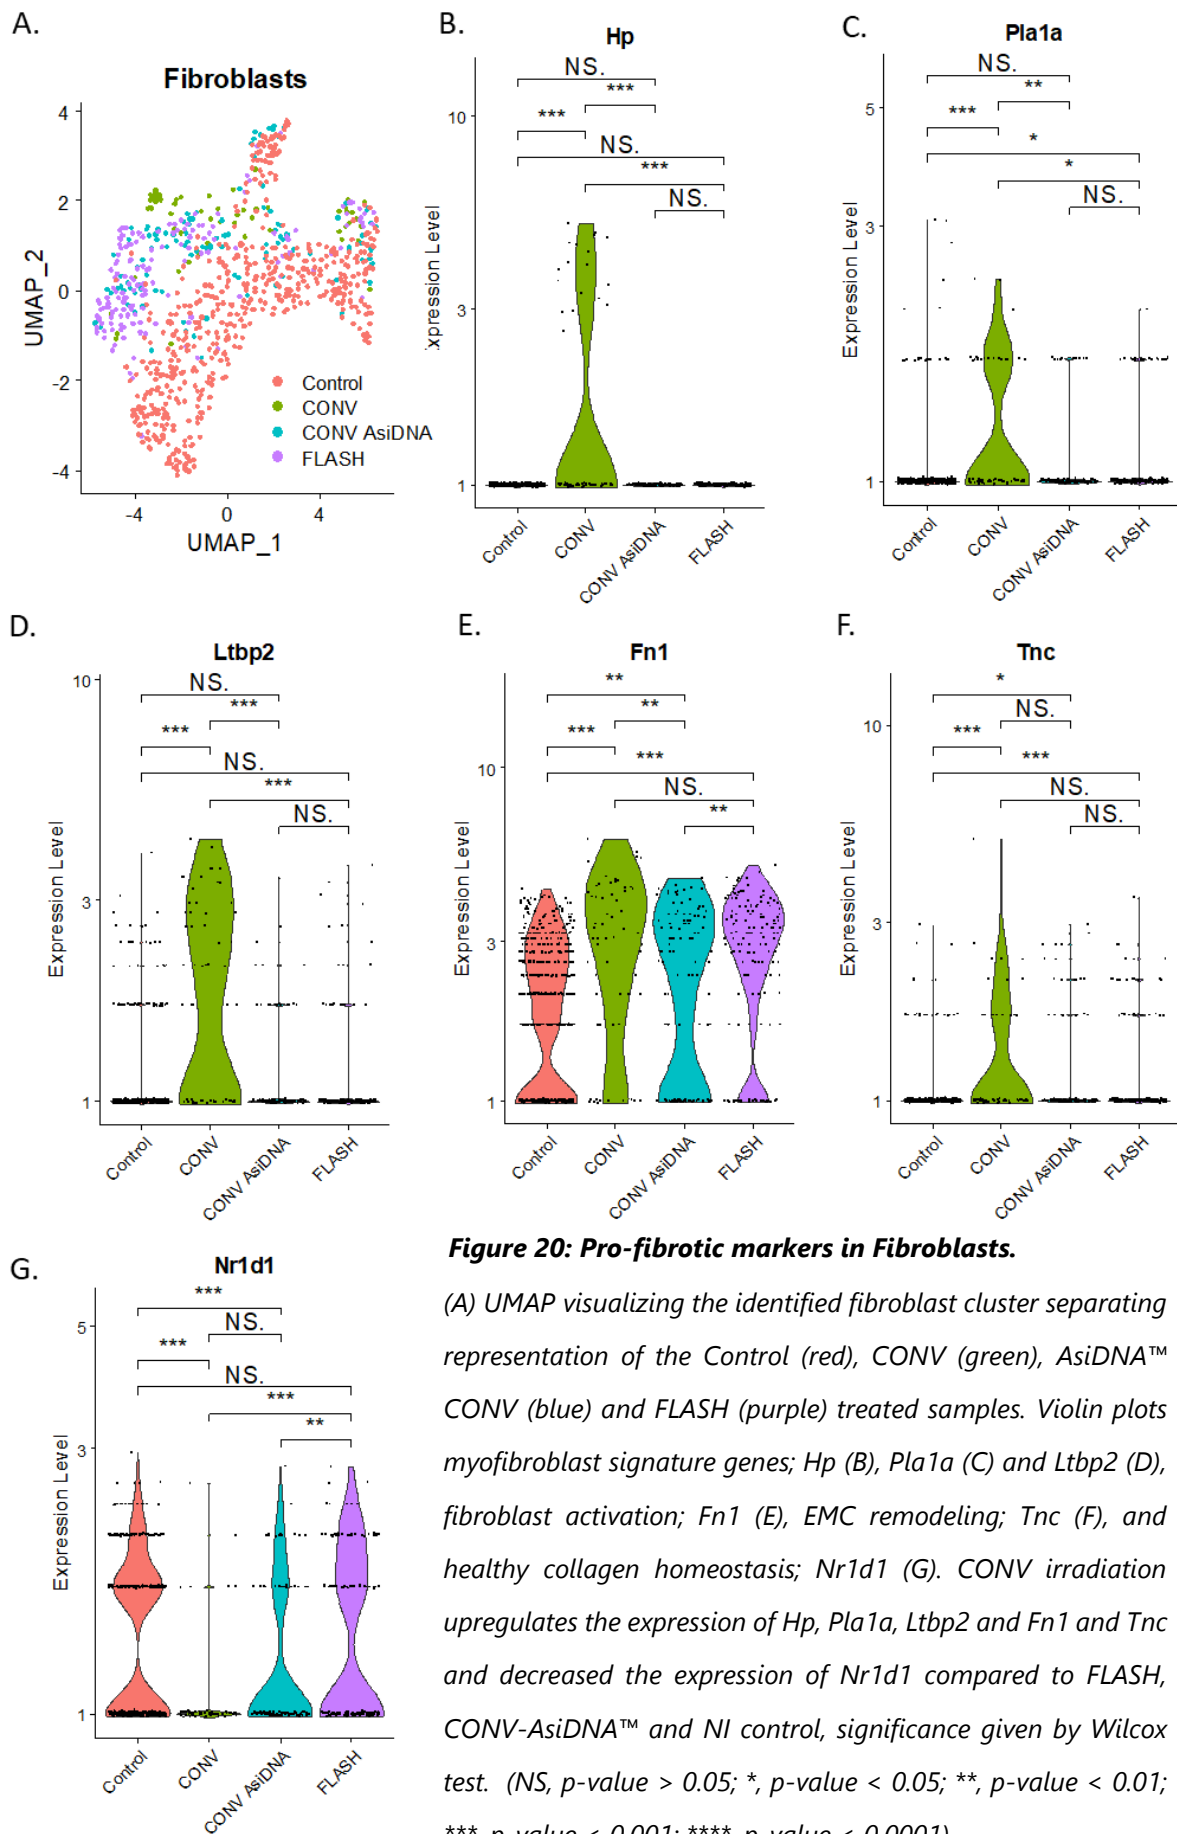 A.
Fibroblasts
4
2
0
-2
-4
UMAP_2
-4
0
4
UMAP_1
Control
CONV
CONV AsiDNA
FLASH
B.
Hp
NS.
***
***
NS.
***
NS.
10
3
1
xpression Level
Control
CONV
CONV AsiDNA
FLASH
C.
Pla1a
NS.
**
***
*
*
NS.
5
3
1
Expression Level
Control
CONV
CONV AsiDNA
FLASH
D.
Ltbp2
NS.
***
***
NS.
***
NS.
10
3
1
Expression Level
Control
CONV
CONV AsiDNA
FLASH
E.
Fn1
**
**
***
***
NS.
**
10
3
1
Expression Level
Control
CONV
CONV AsiDNA
FLASH
F.
Tnc
*
NS.
***
***
NS.
NS.
10
3
1
Expression Level
Control
CONV
CONV AsiDNA
FLASH
G.
Nr1d1
***
NS.
***
NS.
***
**
5
3
1
Expression Level
Control
CONV
CONV AsiDNA
FLASH
Figure 20: Pro-fibrotic markers in Fibroblasts.
(A) UMAP visualizing the identified fibroblast cluster separating
representation of the Control (red), CONV (green), AsiDNA™
CONV (blue) and FLASH (purple) treated samples. Violin plots
myofibroblast signature genes; Hp (B), Pla1a (C) and Ltbp2 (D),
fibroblast activation; Fn1 (E), EMC remodeling; Tnc (F), and
healthy collagen homeostasis; Nr1d1 (G). CONV irradiation
upregulates the expression of Hp, Pla1a, Ltbp2 and Fn1 and Tnc
and decreased the expression of Nr1d1 compared to FLASH,
CONV-AsiDNA™ and NI control, significance given by Wilcox
test. (NS, p-value > 0.05; *, p-value < 0.05; **, p-value < 0.01;
***, p-value < 0.001; ****, p-value < 0.0001)